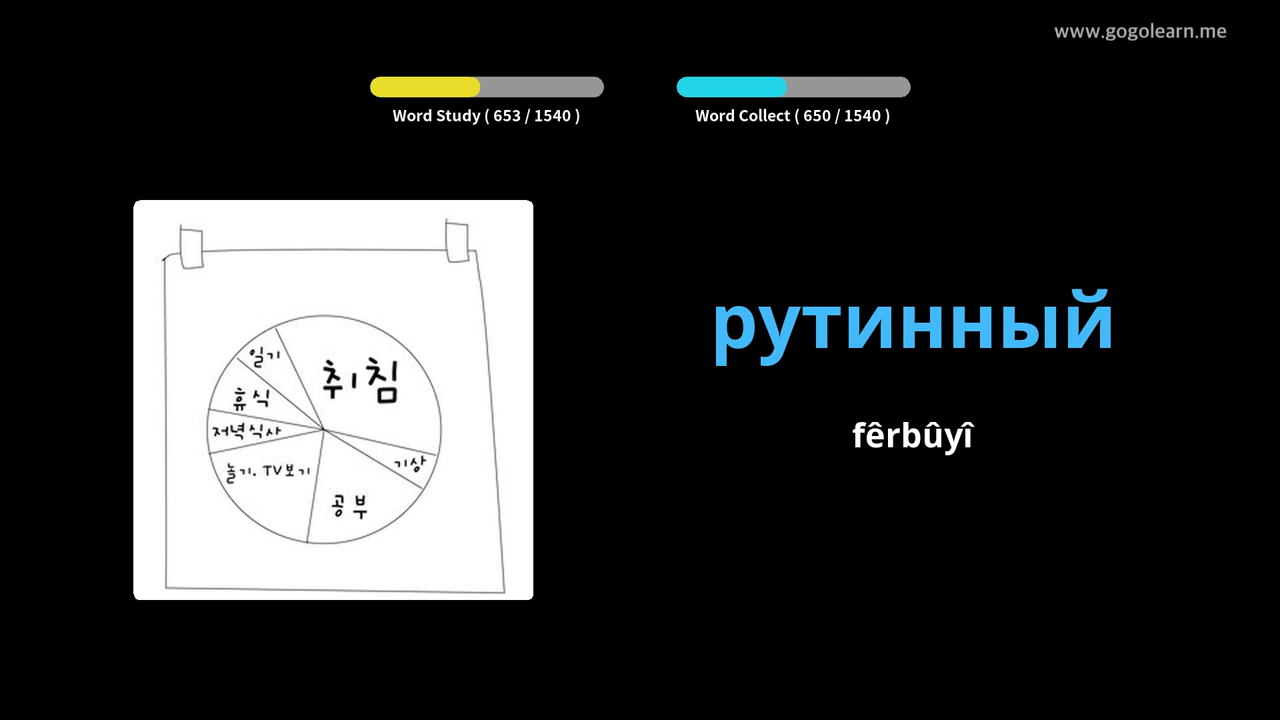 www.gogolearn.me
Word Study ( 653 / 1540 )
Word Collect ( 650 / 1540 )
일기
취침
휴식
저녁식사
기상
놀기. TV보기
공부
рутинный
fêrbûyî